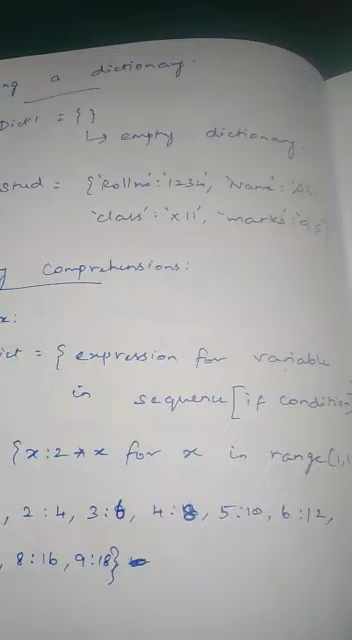 a dictionary.
Dict1 = { }
↳ empty dictionary.
stud = {'Rollno':'1234', 'Name':
'class':'XII', 'marks':
Comprehensions:
= { expression for variable
in sequence [if condition]
{x:2*x for x in range(1,
, 2:4, 3:6, 4:8, 5:10, 6:12,
, 8:16, 9:18}